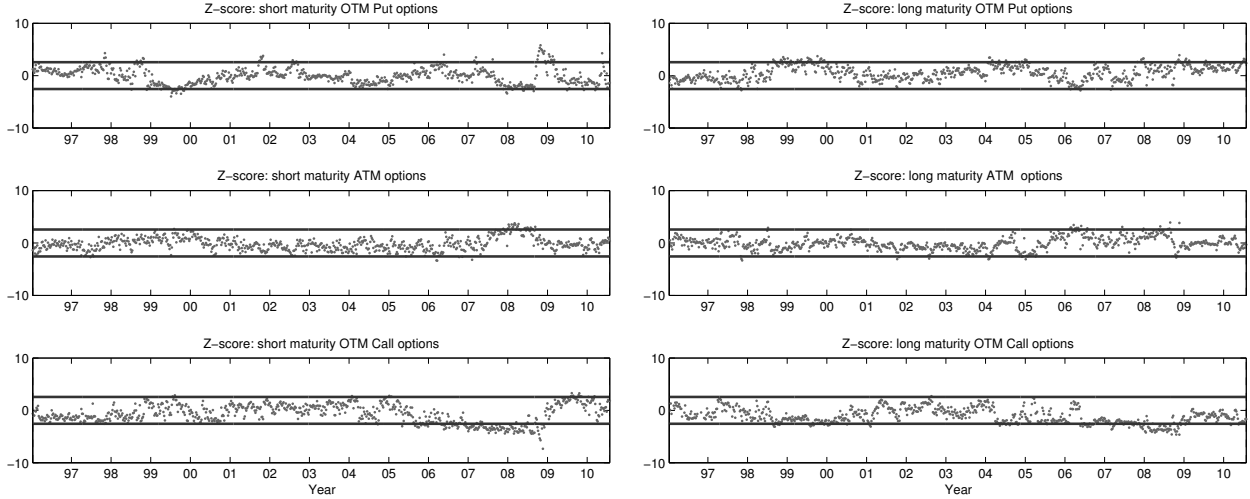 Z−score: short maturity OTM Put options
10
0
−10
97 98 99 00 01 02 03 04 05 06 07 08 09 10
Z−score: long maturity OTM Put options
10
0
−10
97 98 99 00 01 02 03 04 05 06 07 08 09 10
Z−score: short maturity ATM options
10
0
−10
97 98 99 00 01 02 03 04 05 06 07 08 09 10
Z−score: long maturity ATM options
10
0
−10
97 98 99 00 01 02 03 04 05 06 07 08 09 10
Z−score: short maturity OTM Call options
10
0
−10
97 98 99 00 01 02 03 04 05 06 07 08 09 10
Year
Z−score: long maturity OTM Call options
10
0
−10
97 98 99 00 01 02 03 04 05 06 07 08 09 10
Year